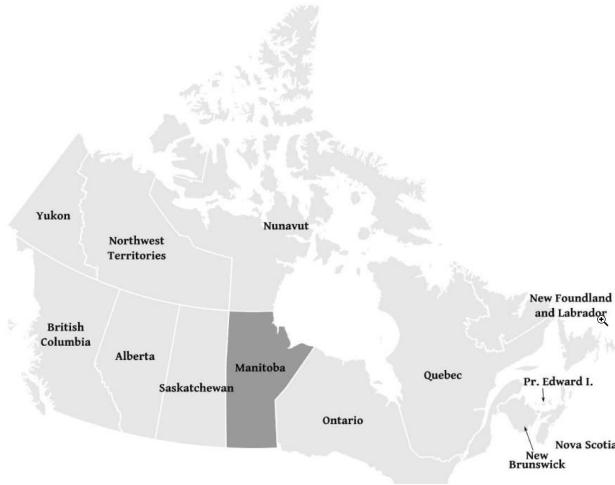 Yukon
Nunavut
Northwest
Territories
New Foundland
and Labrador
British
Columbia
Alberta
Manitoba
Saskatchewan
Quebec
Pr. Edward I.
Ontario
Nova Scotia
New
Brunswick